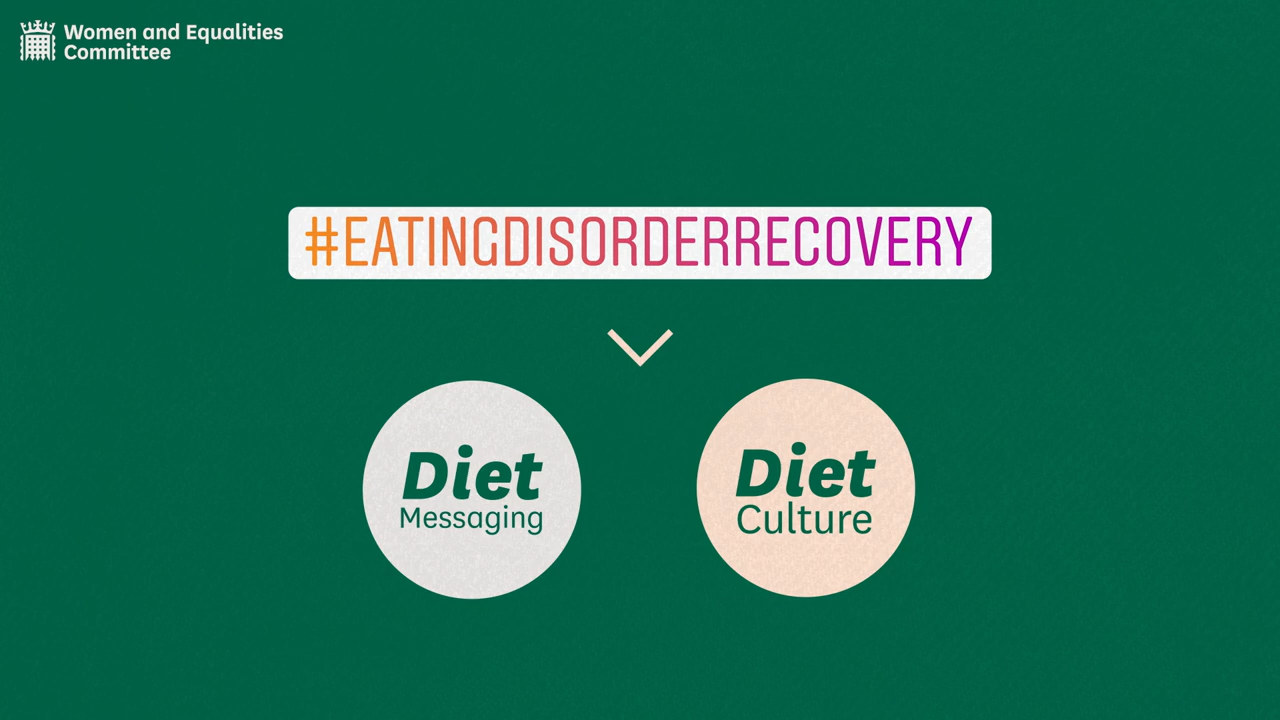 Women and Equalities
Committee
#EATINGDISORDERRECOVERY
Diet
Messaging
Diet
Culture